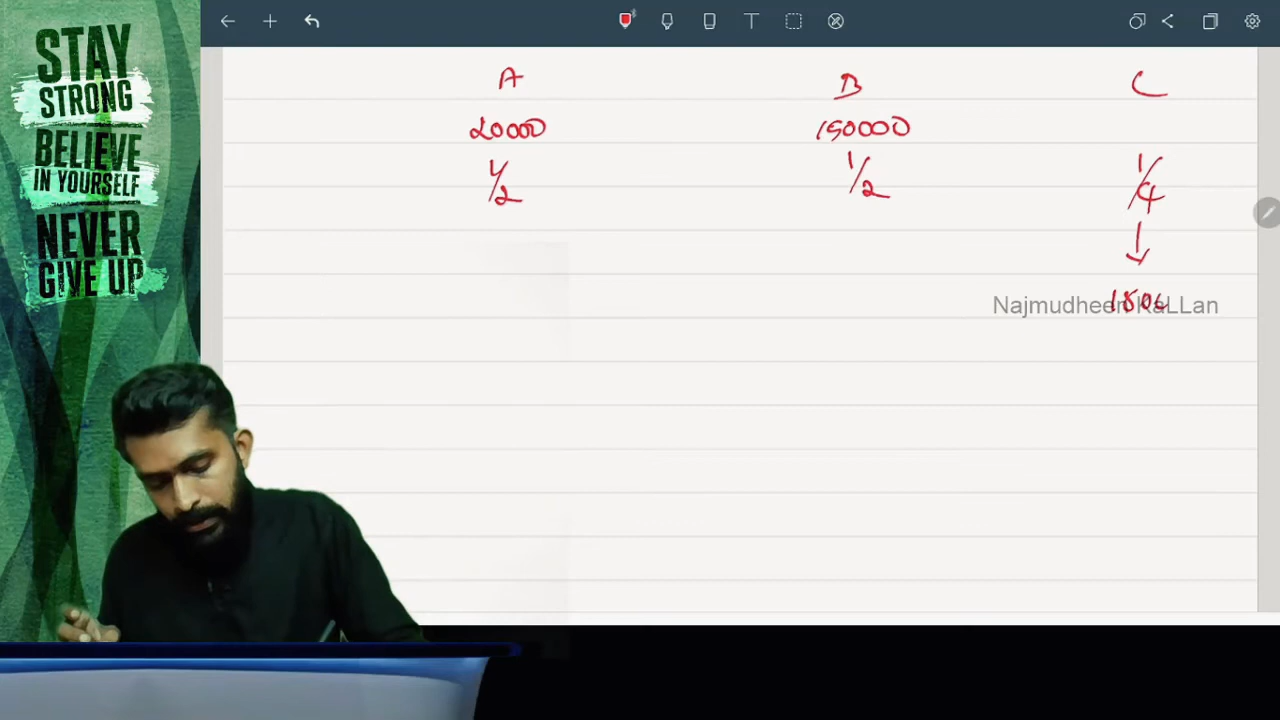 STAY
STRONG
BELIEVE
IN YOURSELF
NEVER
GIVE UP
A B C
20000 150000
1/2 1/2 1/4
Najmudheen KaLLan